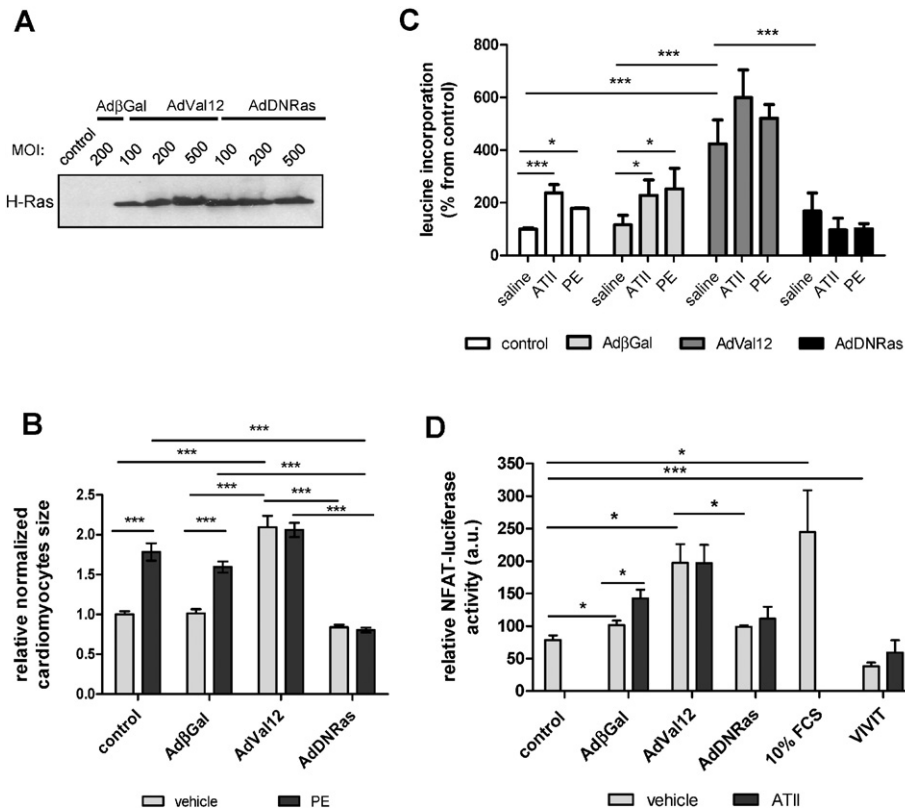 A
AdβGal AdVal12 AdDNRas
MOI: control 200 100 200 500 100 200 500
H-Ras
C
leucine incorporation
(% from control)
800
600
400
200
0
***
***
***
*
***
*
*
saline ATII PE saline ATII PE saline ATII PE saline ATII PE
control AdβGal AdVal12 AdDNRas
B
relative normalized
cardiomyocytes size
2.5
2.0
1.5
1.0
0.5
0.0
***
***
***
*** ***
***
*** ***
control AdβGal AdVal12 AdDNRas
vehicle PE
D
relative NFAT-luciferase
activity (a.u.)
350
300
250
200
150
100
50
0
*
***
* *
*
*
control AdβGal AdVal12 AdDNRas 10% FCS VIVIT
vehicle ATII